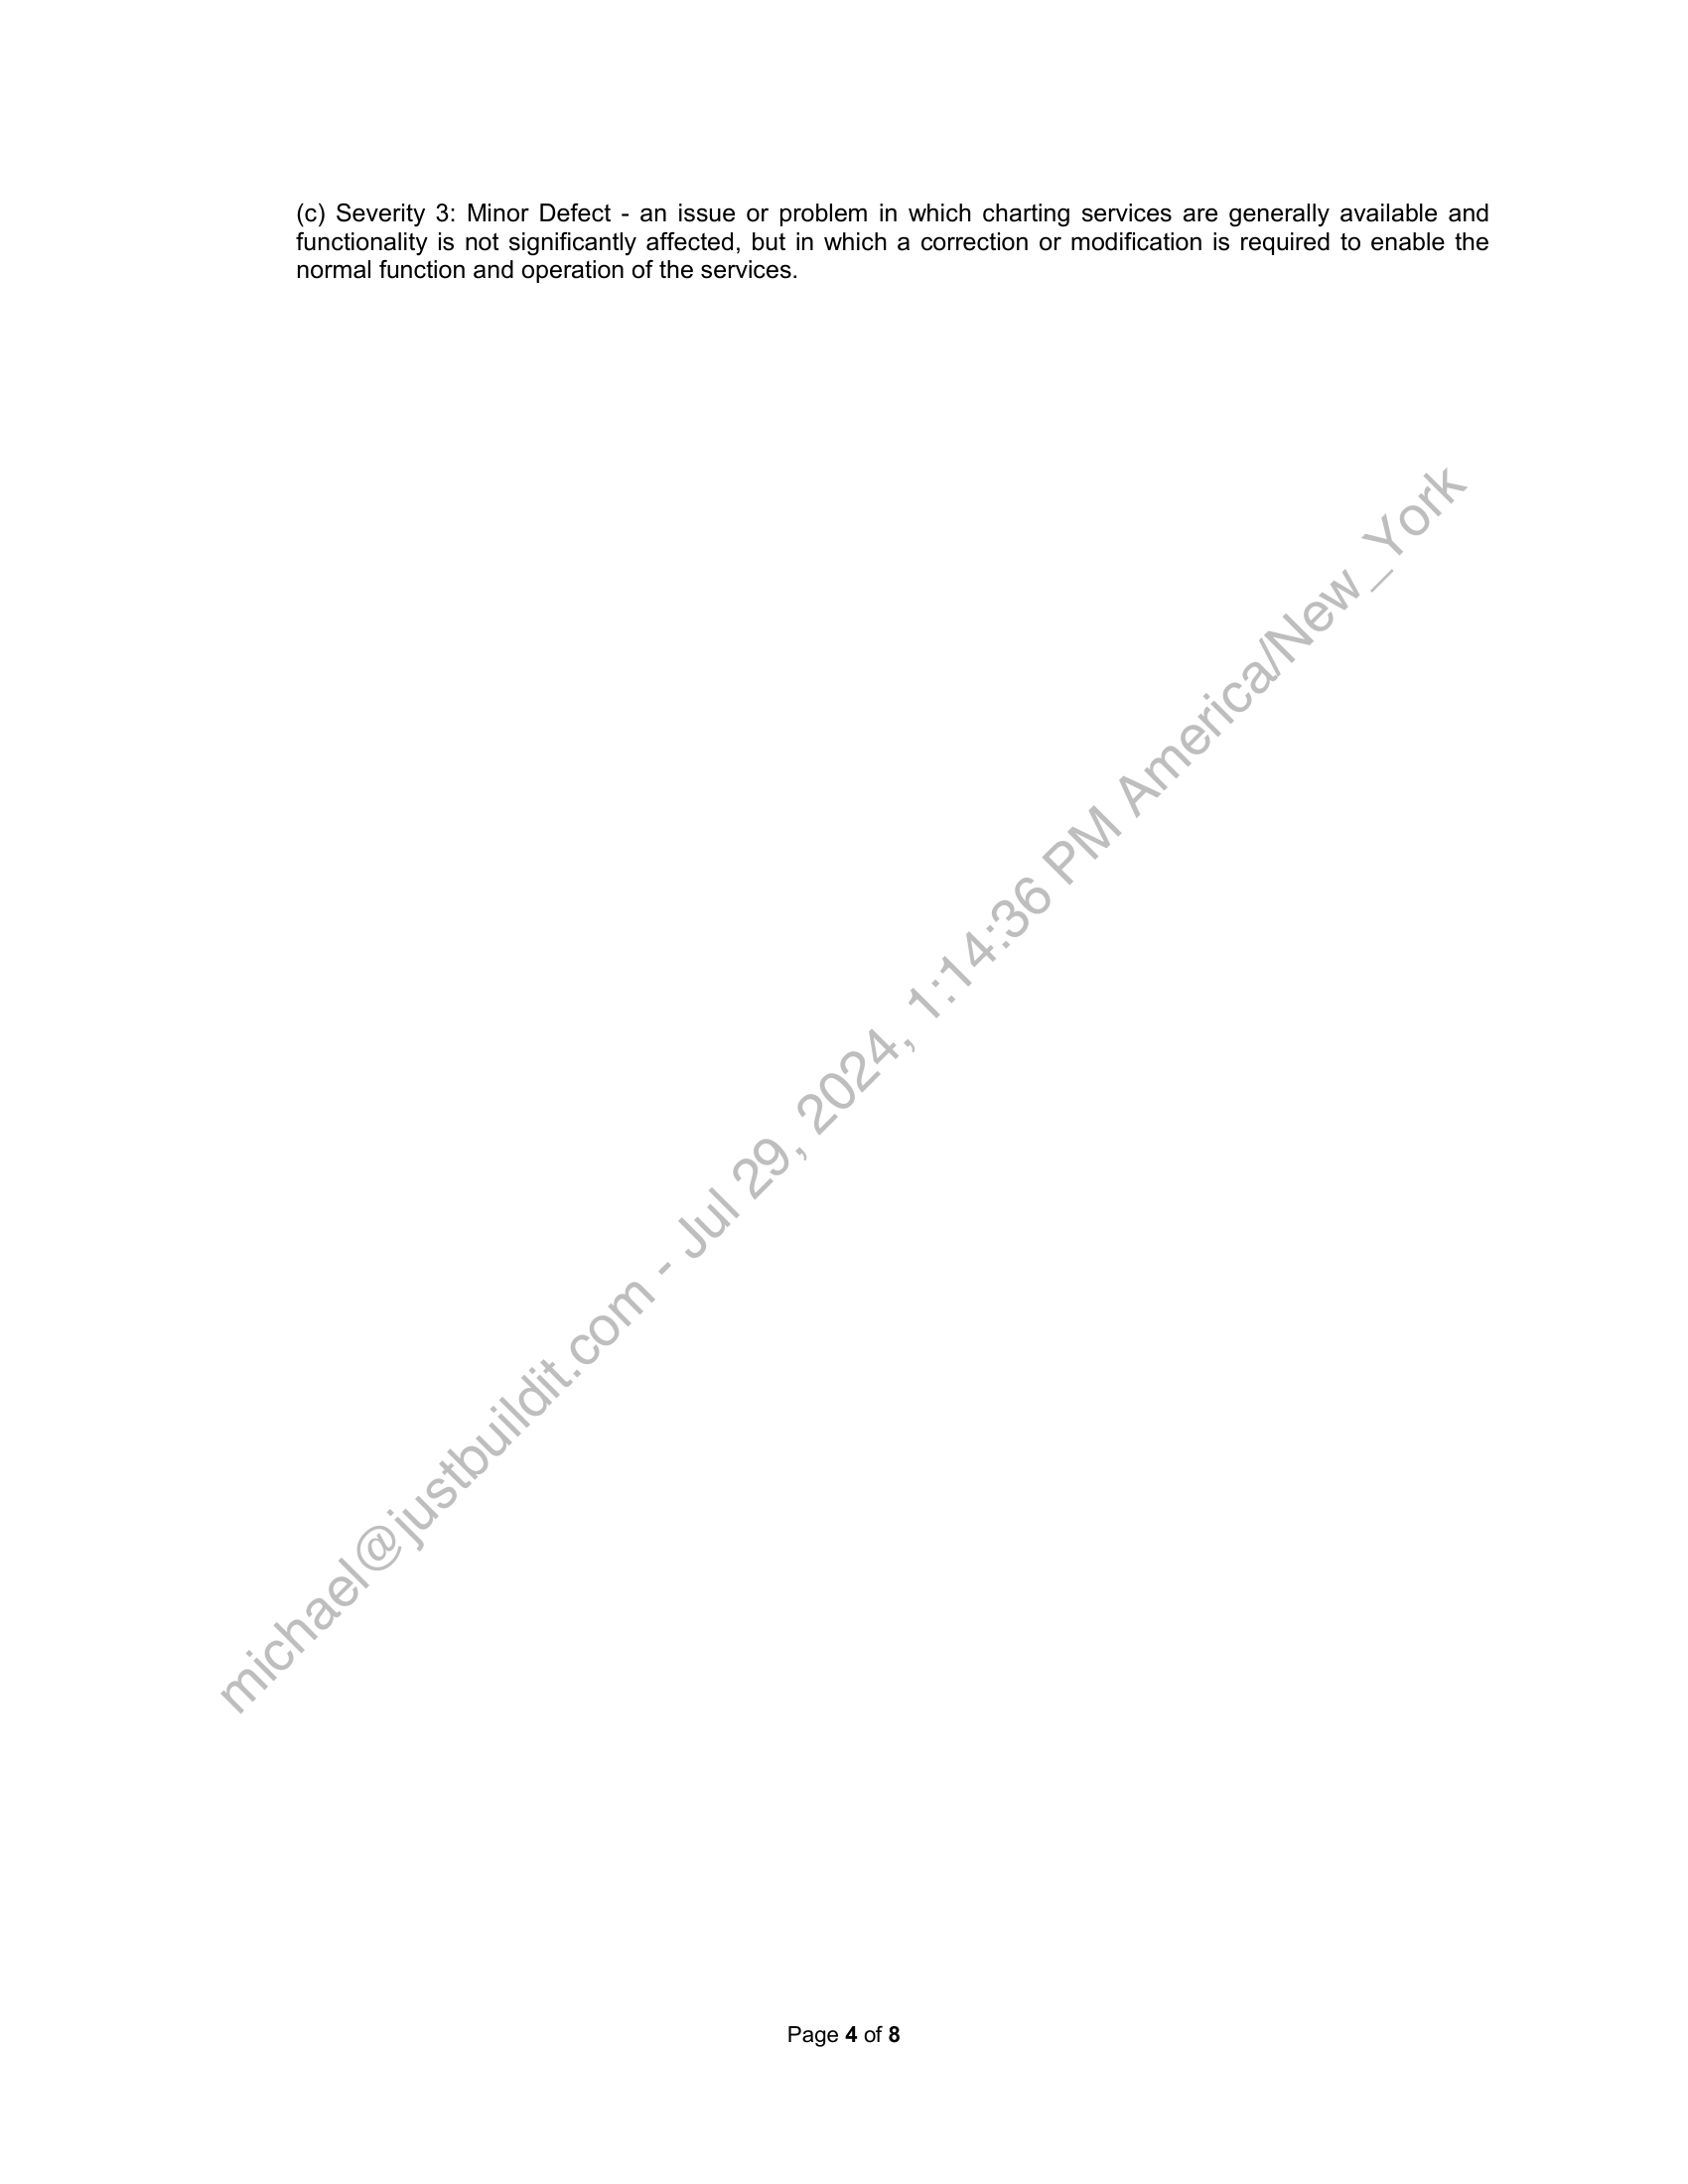 (c) Severity 3: Minor Defect - an issue or problem in which charting services are generally available and
functionality is not significantly affected, but in which a correction or modification is required to enable the
normal function and operation of the services.
michael@justbuildit.com - Jul 29, 2024, 1:14:36 PM America/New_York
Page 4 of 8